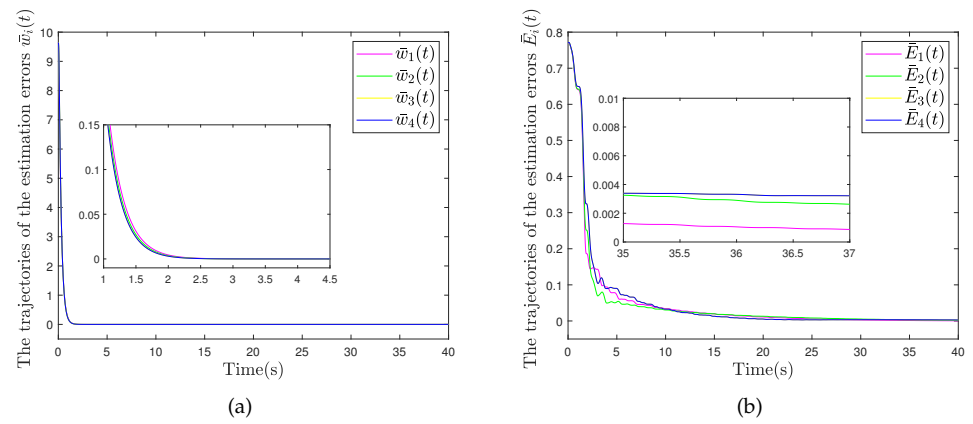 The trajectories of the estimation errors w̄ᵢ(t)
10
9
8
7
6
5
4
3
2
1
0
w̄₁(t)
w̄₂(t)
w̄₃(t)
w̄₄(t)
0.15
0.1
0.05
0
1 1.5 2 2.5 3 3.5 4 4.5
0 5 10 15 20 25 30 35 40
Time(s)
(a)
The trajectories of the estimation errors Ēᵢ(t)
0.8
0.7
0.6
0.5
0.4
0.3
0.2
0.1
0
Ē₁(t)
Ē₂(t)
Ē₃(t)
Ē₄(t)
0.01
0.008
0.006
0.004
0.002
0
35 35.5 36 36.5 37
0 5 10 15 20 25 30 35 40
Time(s)
(b)